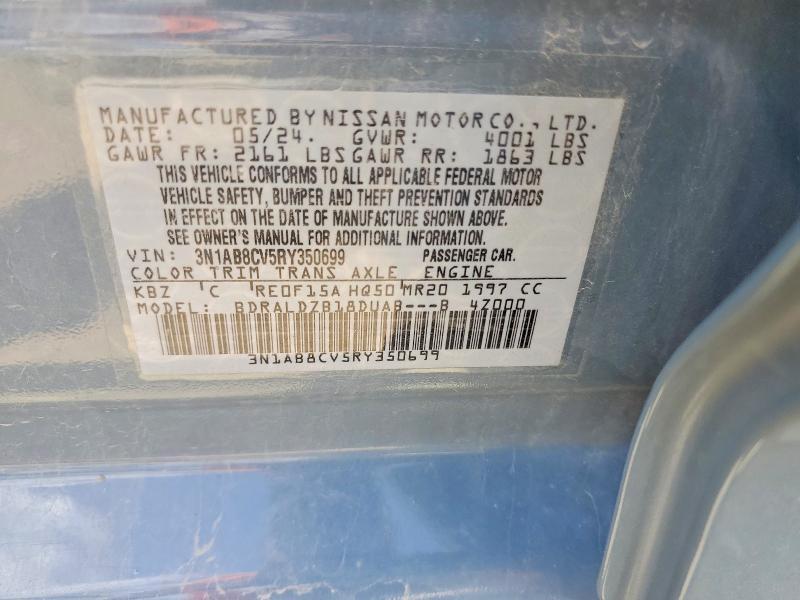 MANUFACTURED BY NISSAN MOTOR CO., LTD.
DATE: 05/24. GVWR: 4001 LBS
GAWR FR: 2161 LBS GAWR RR: 1863 LBS
THIS VEHICLE CONFORMS TO ALL APPLICABLE FEDERAL MOTOR
VEHICLE SAFETY, BUMPER AND THEFT PREVENTION STANDARDS
IN EFFECT ON THE DATE OF MANUFACTURE SHOWN ABOVE.
SEE OWNER'S MANUAL FOR ADDITIONAL INFORMATION.
VIN: 3N1AB8CV5RY350699 PASSENGER CAR.
COLOR TRIM TRANS AXLE ENGINE
KBZ C RE0F15A HQ50 MR20 1997 CC
MODEL: BDRALDZB18DUAB---B 4Z000
3N1AB8CV5RY350699